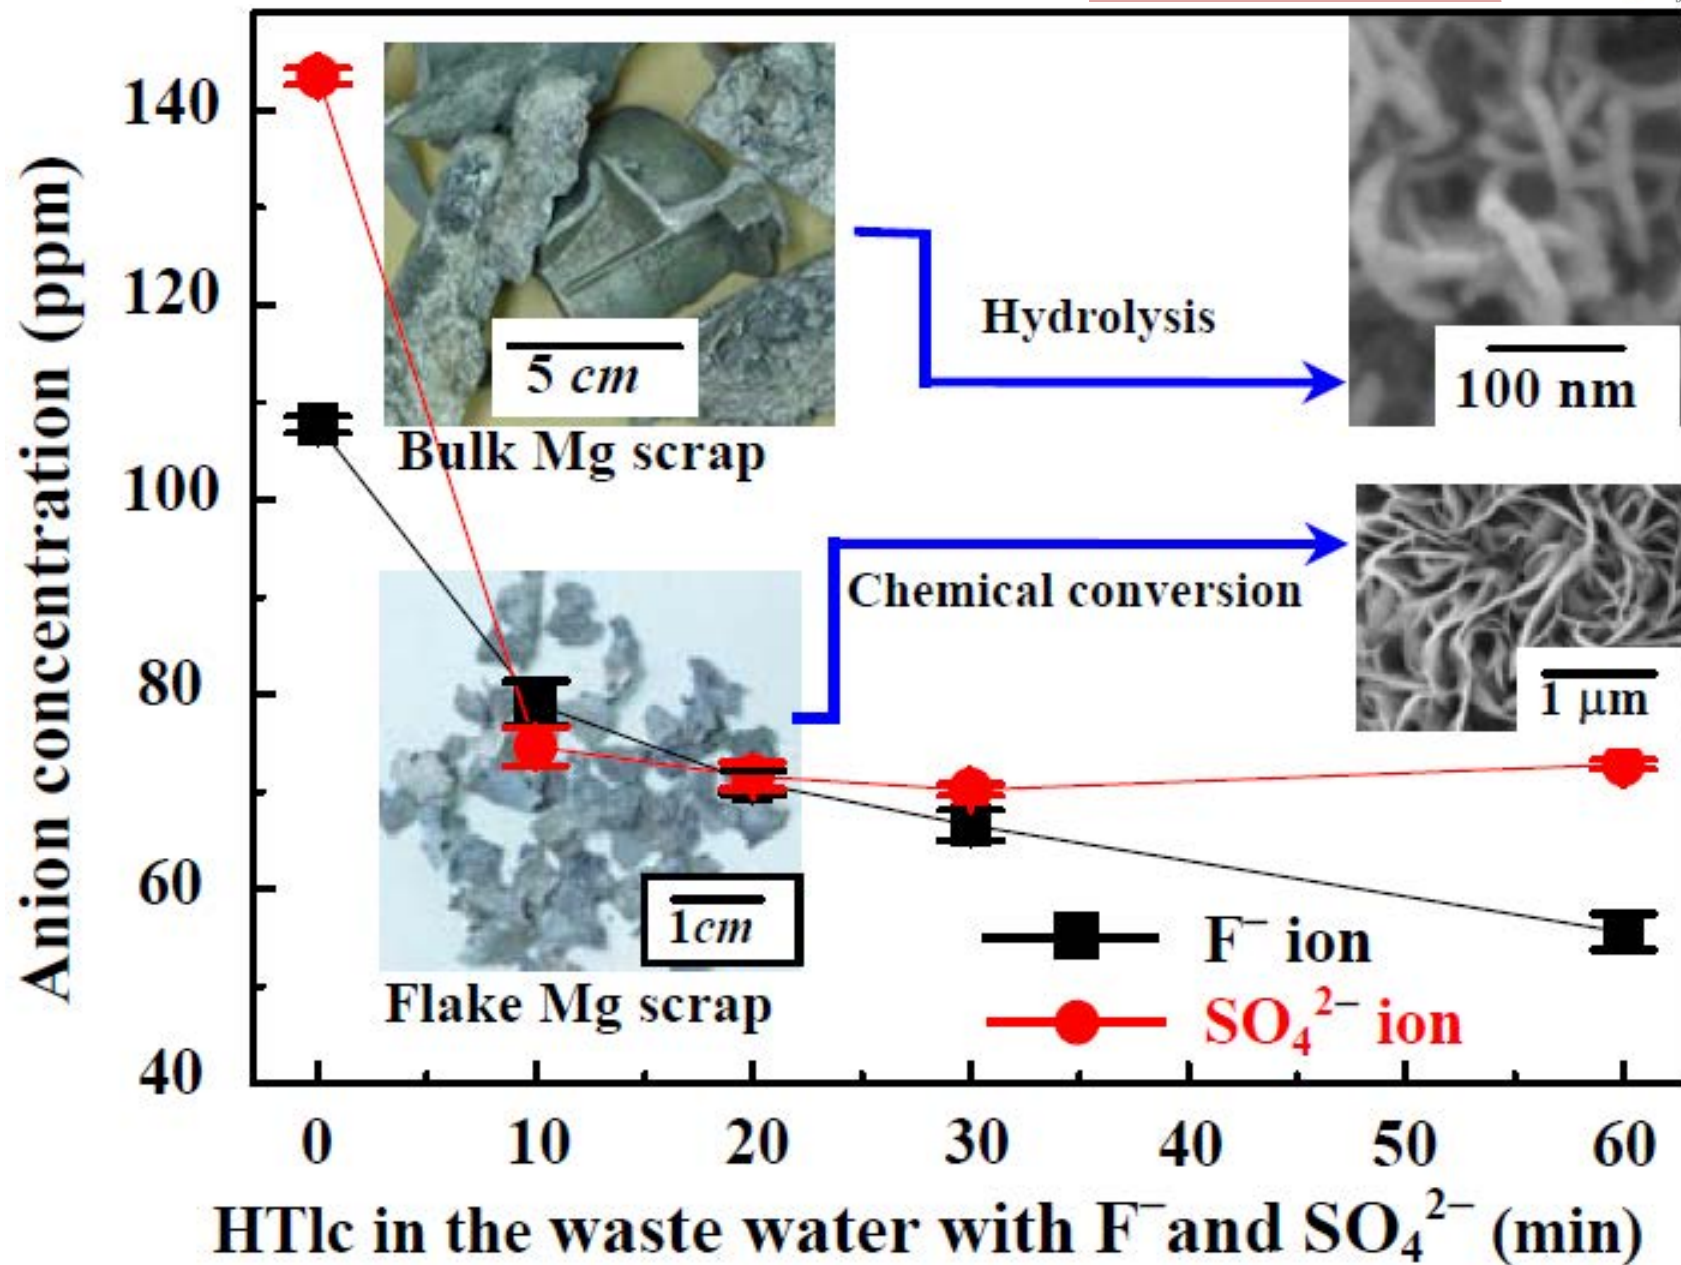 Anion concentration (ppm)
140
120
100
80
60
40
5 cm
Bulk Mg scrap
Hydrolysis
100 nm
Chemical conversion
1 μm
1cm
Flake Mg scrap
F⁻ ion
SO₄²⁻ ion
0 10 20 30 40 50 60
HTlc in the waste water with F⁻and SO₄²⁻ (min)